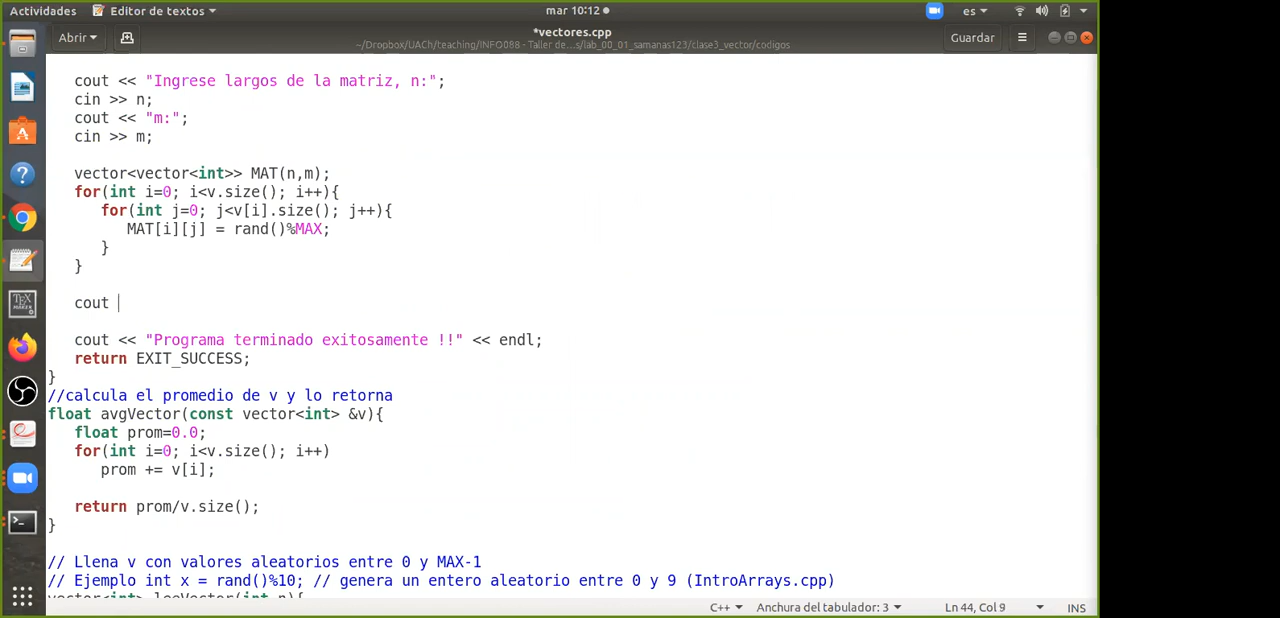 Actividades
Editor de textos
mar 10:12
es
Abrir
*vectores.cpp
~/Dropbox/UACh/teaching/INFO088 - Taller de...s/lab_00_01_samanas123/clase3_vector/codigos
Guardar
cout << "Ingrese largos de la matriz, n:";
cin >> n;
cout << "m:";
cin >> m;
vector<vector<int>> MAT(n,m);
for(int i=0; i<v.size(); i++){
for(int j=0; j<v[i].size(); j++){
MAT[i][j] = rand()%MAX;
}
}
cout
cout << "Programa terminado exitosamente !!" << endl;
return EXIT_SUCCESS;
}
//calcula el promedio de v y lo retorna
float avgVector(const vector<int> &v){
float prom=0.0;
for(int i=0; i<v.size(); i++)
prom += v[i];
return prom/v.size();
}
// Llena v con valores aleatorios entre 0 y MAX-1
// Ejemplo int x = rand()%10; // genera un entero aleatorio entre 0 y 9 (IntroArrays.cpp)
vector<int> leeVector(int n){
C++
Anchura del tabulador: 3
Ln 44, Col 9
INS